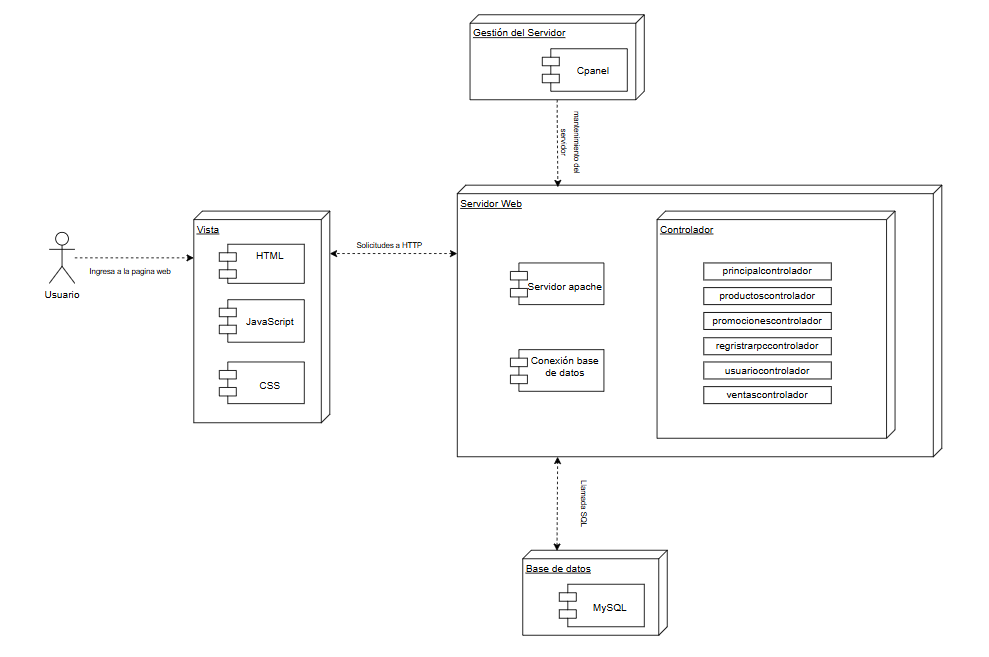 Gestión del Servidor
Cpanel
mantenimiento del
servidor
Servidor Web
Controlador
Vista
HTML
JavaScript
CSS
Usuario
Ingresa a la pagina web
Solicitudes a HTTP
Servidor apache
Conexión base
de datos
principalcontrolador
productoscontrolador
promocionescontrolador
regristrarpccontrolador
usuariocontrolador
ventascontrolador
Llamada SQL
Base de datos
MySQL